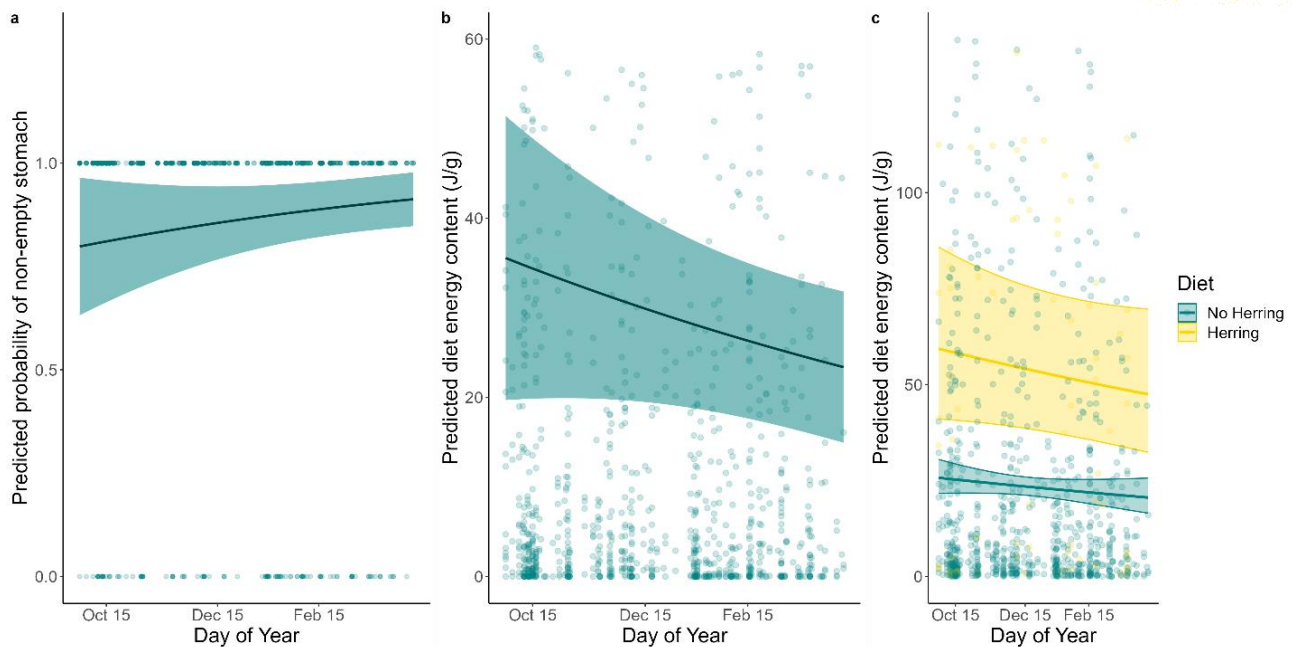 a
Predicted probability of non-empty stomach
1.0
0.5
0.0
Oct 15 Dec 15 Feb 15
Day of Year
b
Predicted diet energy content (J/g)
60
40
20
0
Oct 15 Dec 15 Feb 15
Day of Year
c
Predicted diet energy content (J/g)
100
50
0
Oct 15 Dec 15 Feb 15
Day of Year
Diet
No Herring
Herring